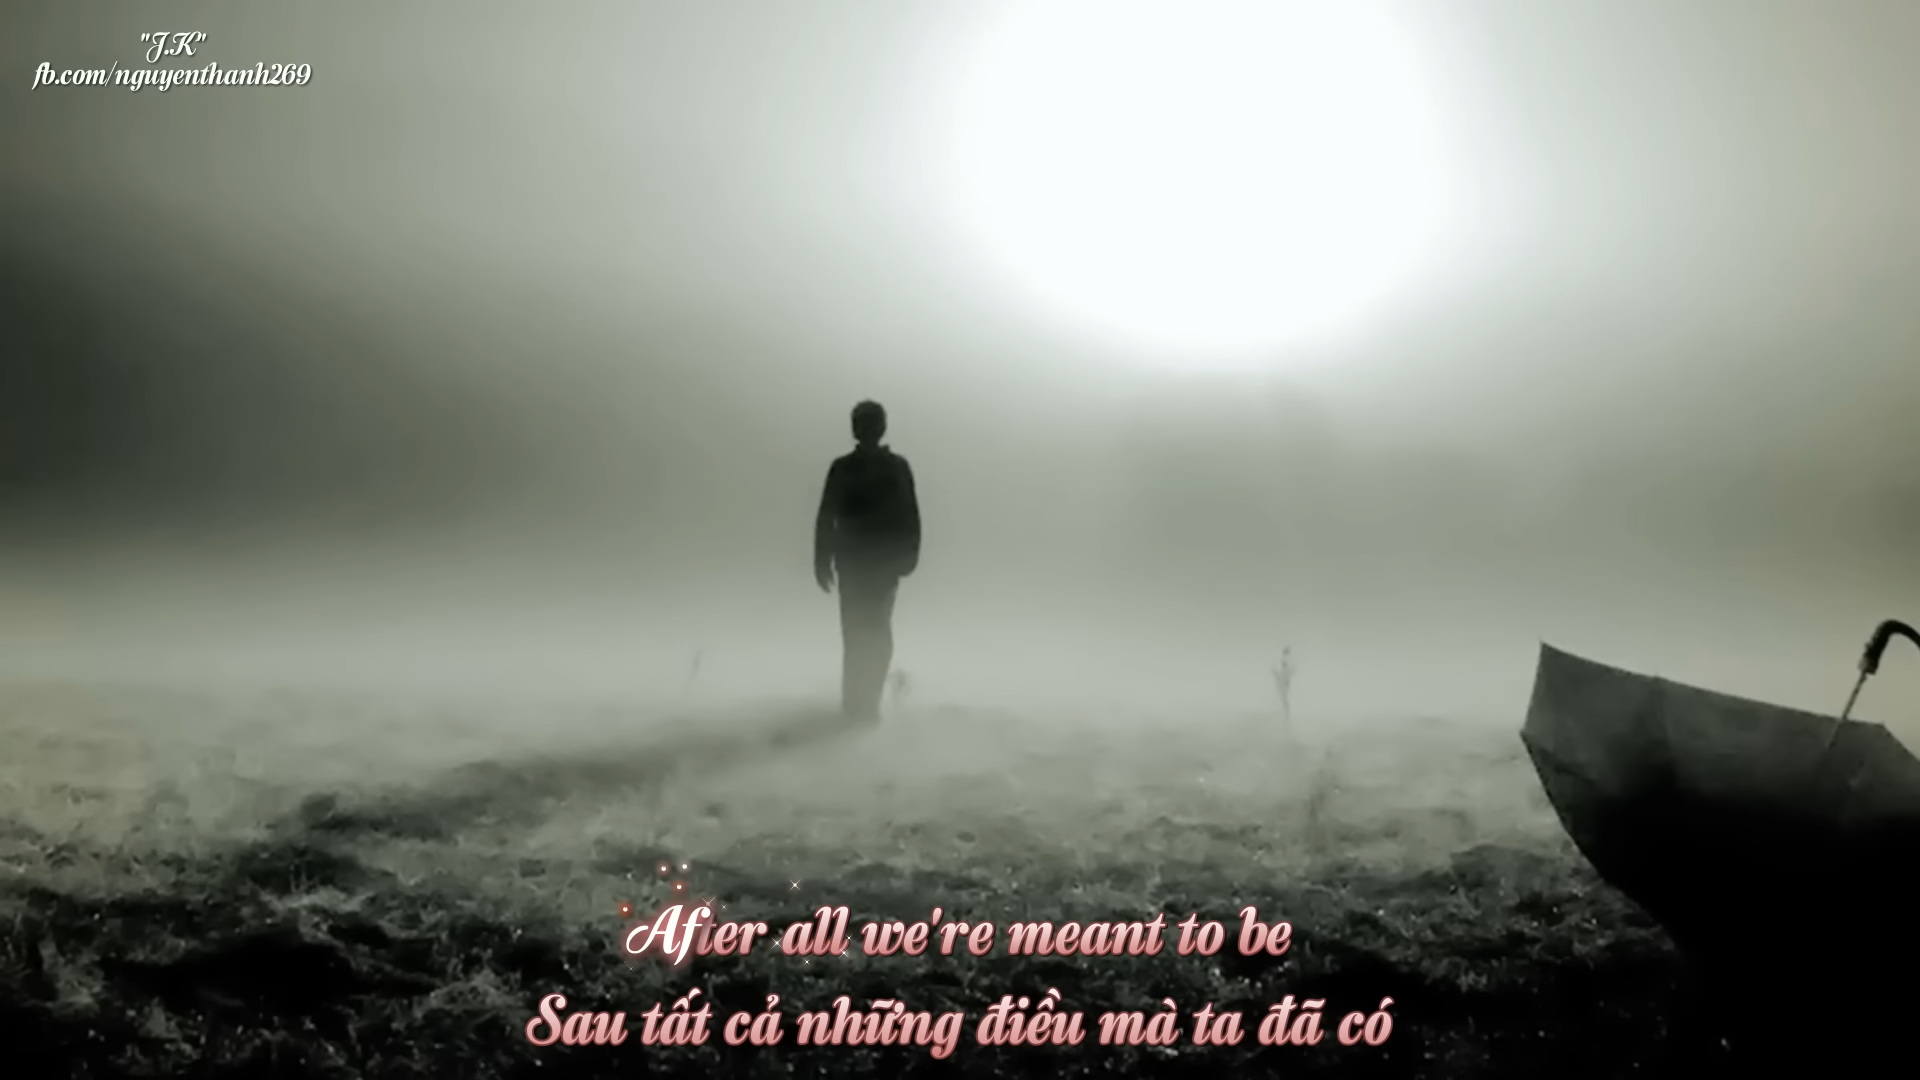 "J.K"
fb.com/nguyenthanh269
After all we're meant to be
Sau tất cả những điều mà ta đã có